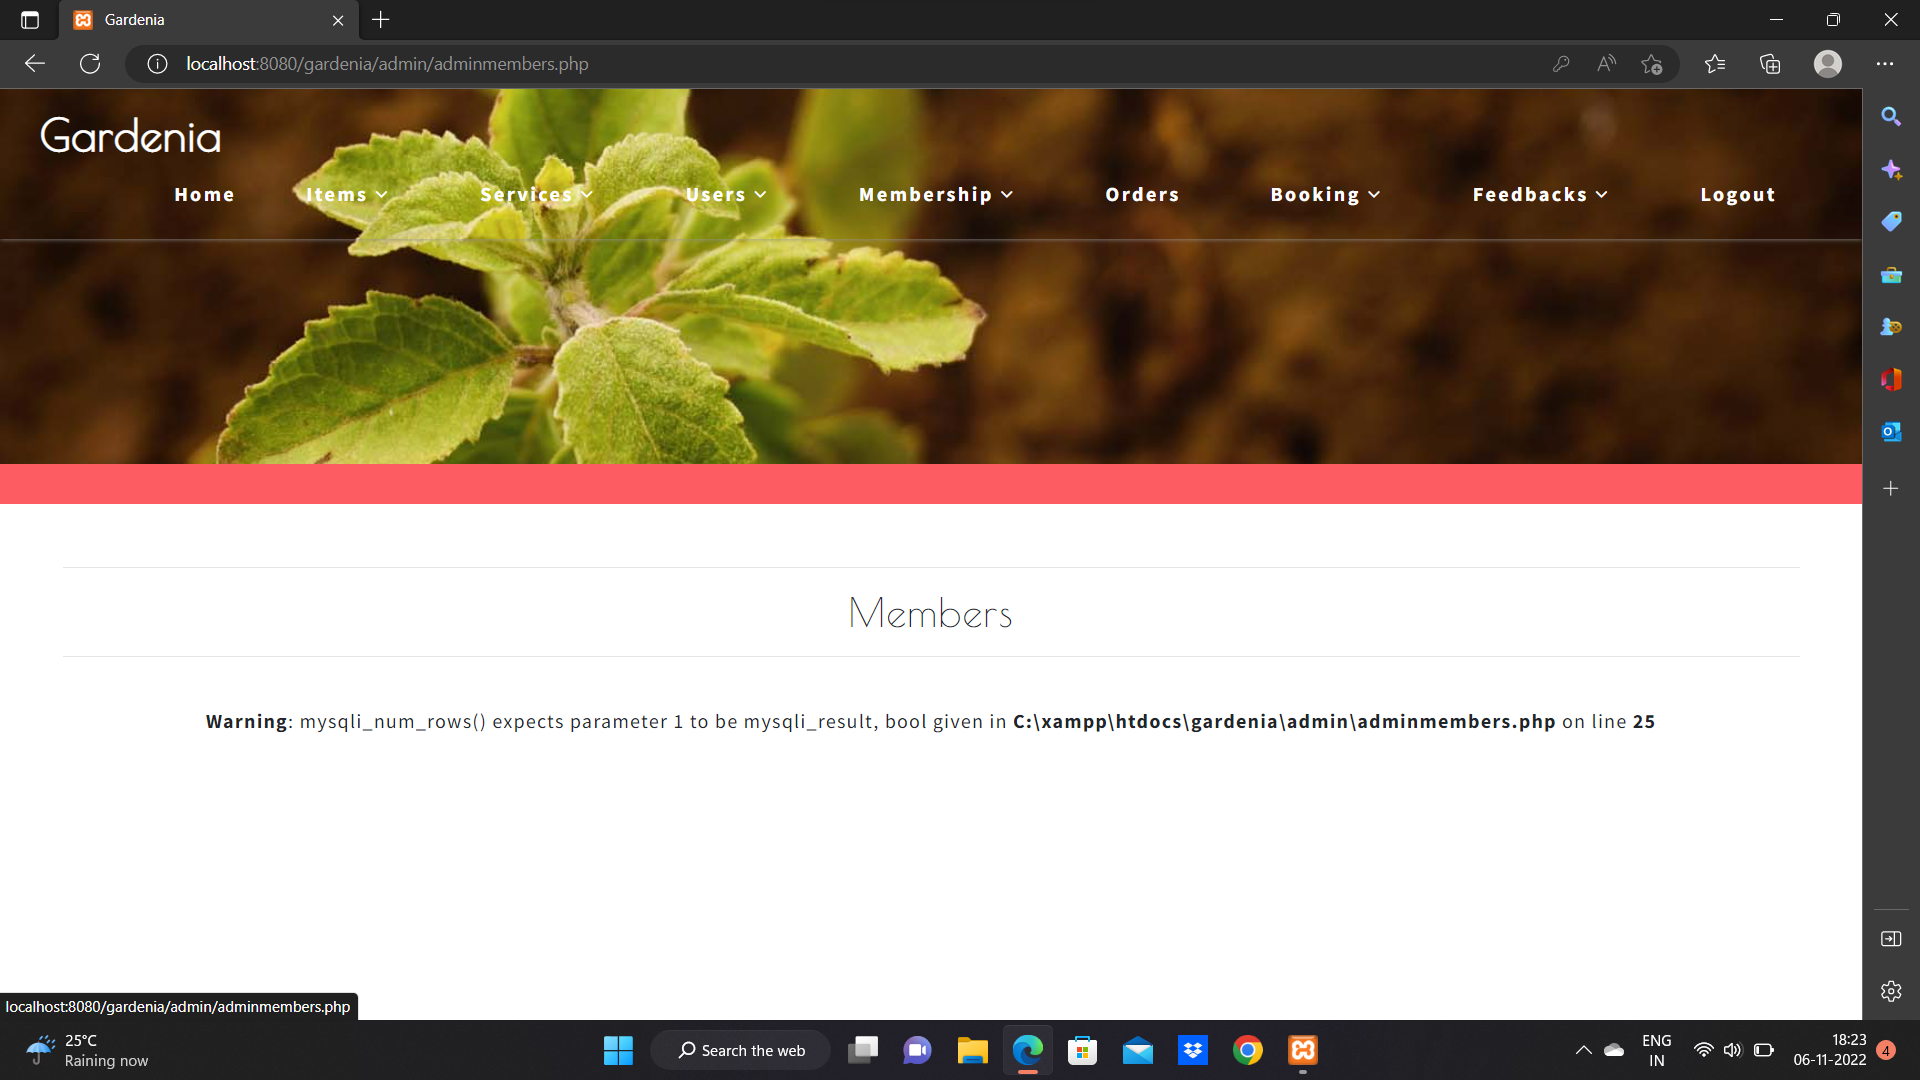 Gardenia
localhost:8080/gardenia/admin/adminmembers.php
Gardenia
Home Items Services Users Membership Orders Booking Feedbacks Logout
Members
Warning: mysqli_num_rows() expects parameter 1 to be mysqli_result, bool given in C:\xampp\htdocs\gardenia\admin\adminmembers.php on line 25
localhost:8080/gardenia/admin/adminmembers.php
25°C
Raining now
Search the web
ENG
IN
18:23
06-11-2022
4